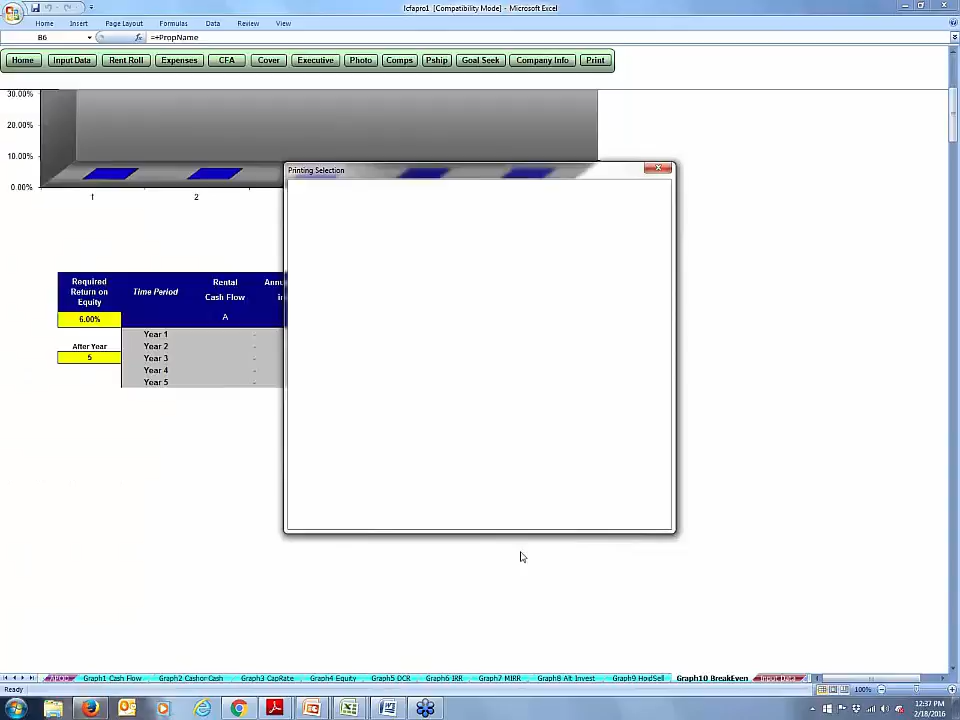 lcfapro1 [Compatibility Mode] - Microsoft Excel
Home Insert Page Layout Formulas Data Review View
B6 fx =+PropName
Home Input Data Rent Roll Expenses CFA Cover Executive Photo Comps Pship Goal Seek Company Info Print
30.00%
20.00%
10.00%
0.00%
1 2
Printing Selection
Required Return on Equity
Time Period
Rental Cash Flow
A
6.00%
After Year
5
Year 1 -
Year 2 -
Year 3 -
Year 4 -
Year 5 -
APOD Graph1 Cash Flow Graph2 CashonCash Graph3 CapRate Graph4 Equity Graph5 DCR Graph6 IRR Graph7 MIRR Graph8 Alt Invest Graph9 HoldSell Graph10 BreakEven Input Data
Ready 100%
12:37 PM
2/18/2016